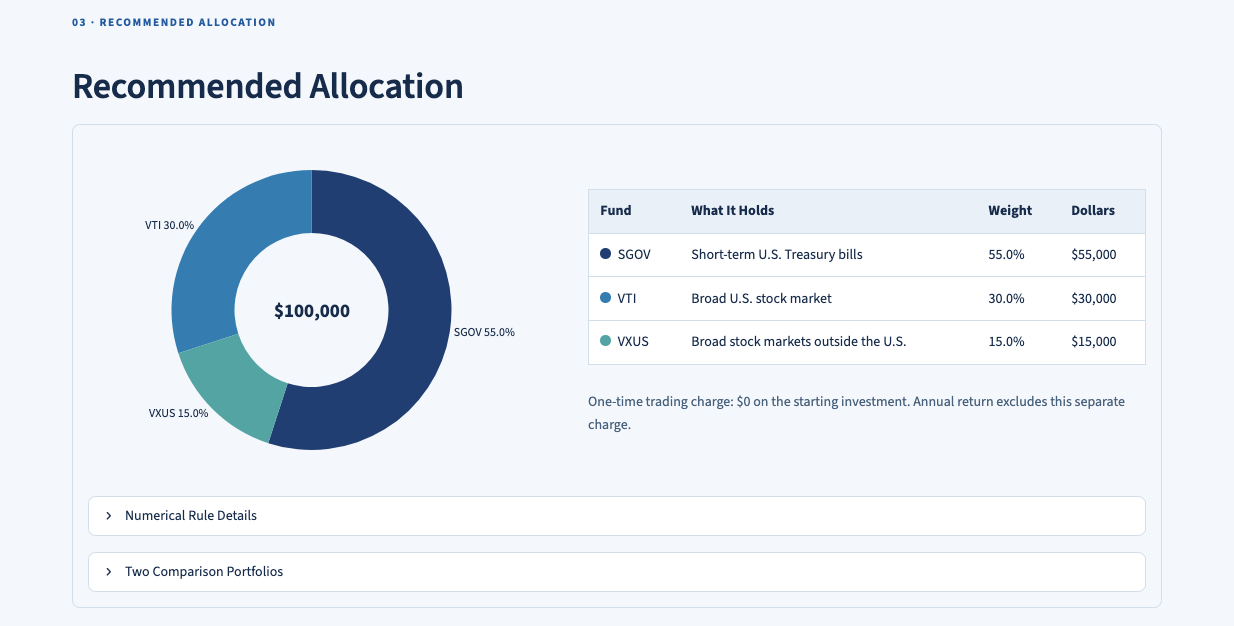 03 · RECOMMENDED ALLOCATION
Recommended Allocation
VTI 30.0%
$100,000
SGOV 55.0%
VXUS 15.0%
Fund What It Holds Weight Dollars
SGOV Short-term U.S. Treasury bills 55.0% $55,000
VTI Broad U.S. stock market 30.0% $30,000
VXUS Broad stock markets outside the U.S. 15.0% $15,000
One-time trading charge: $0 on the starting investment. Annual return excludes this separate
charge.
Numerical Rule Details
Two Comparison Portfolios